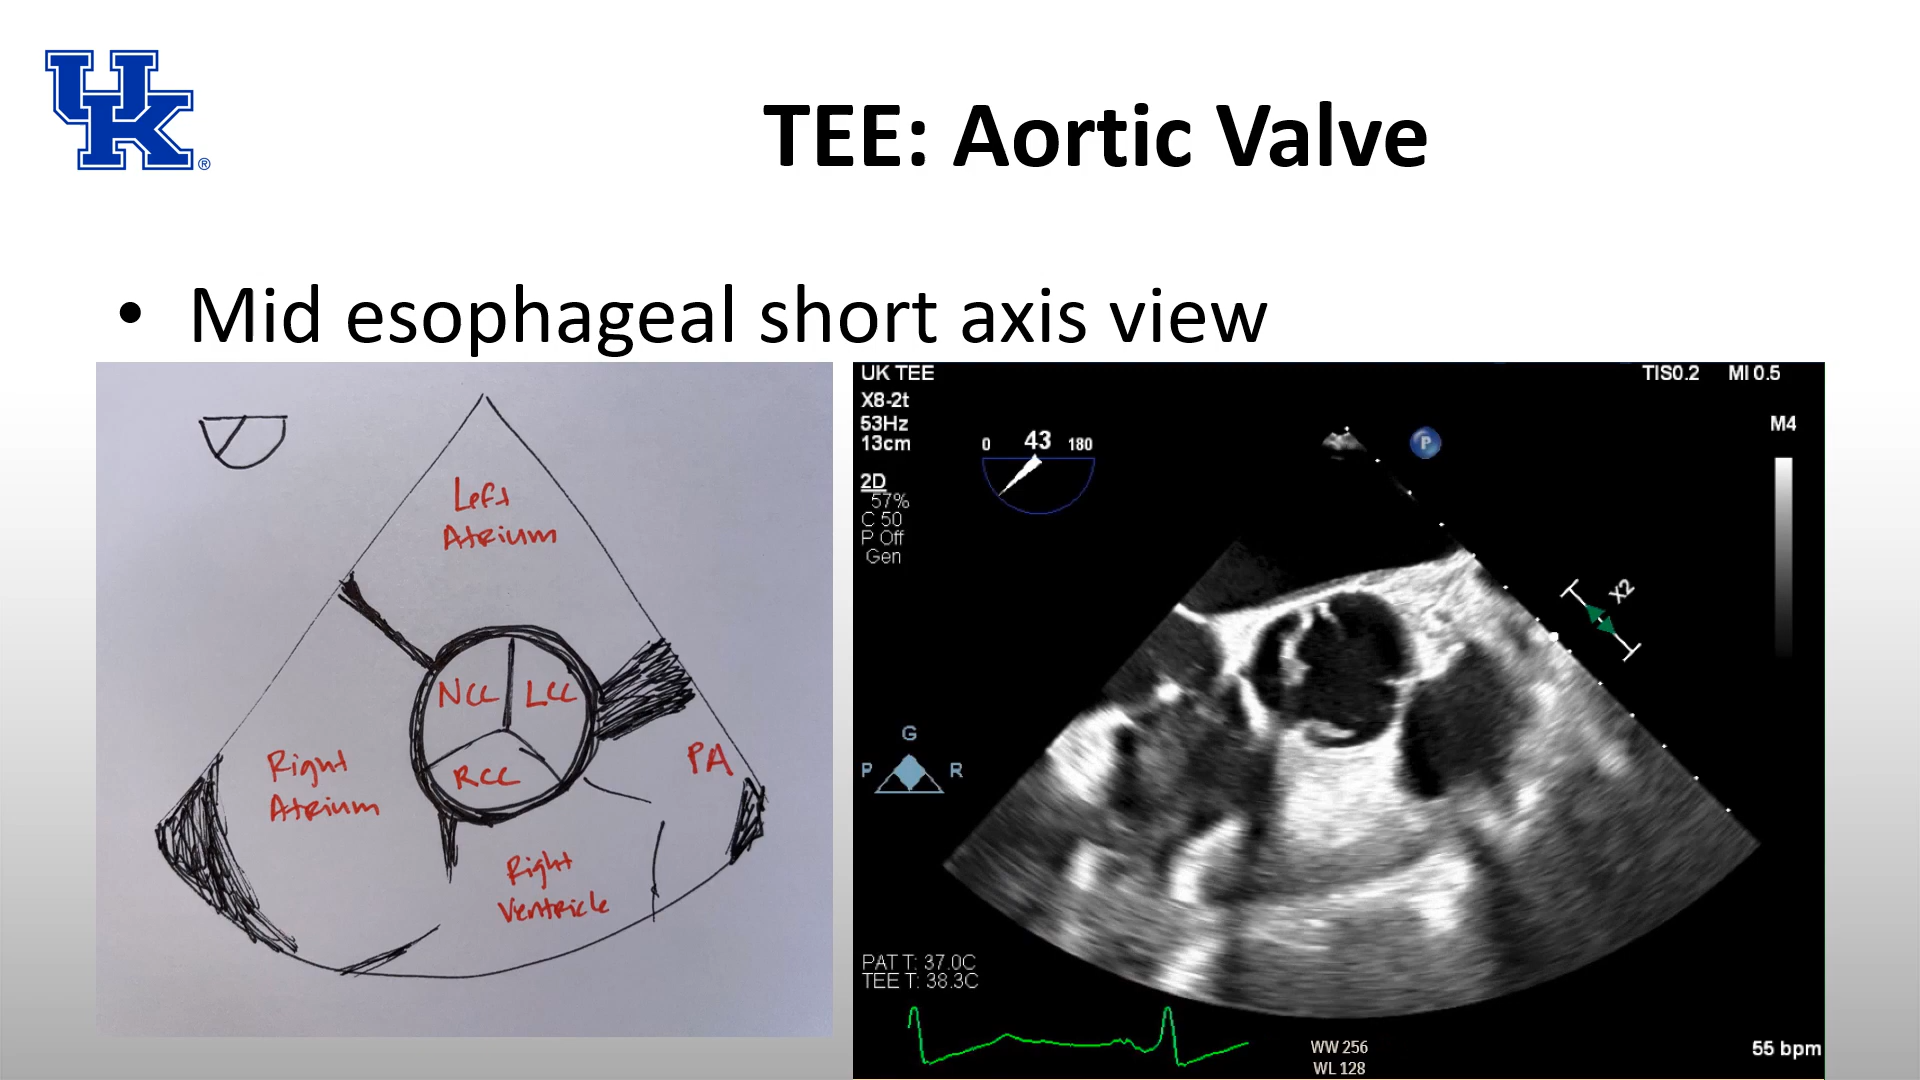 UK®
TEE: Aortic Valve
• Mid esophageal short axis view
Left
Atrium
NCC LCC
RCC
Right
Atrium
PA
Right
Ventricle
UK TEE
TIS0.2 MI 0.5
X8-2t
53Hz
13cm
M4
0 43 180
P
2D
57%
C 50
P Off
Gen
X2
G
P R
PAT T: 37.0C
TEE T: 38.3C
WW 256
WL 128
55 bpm